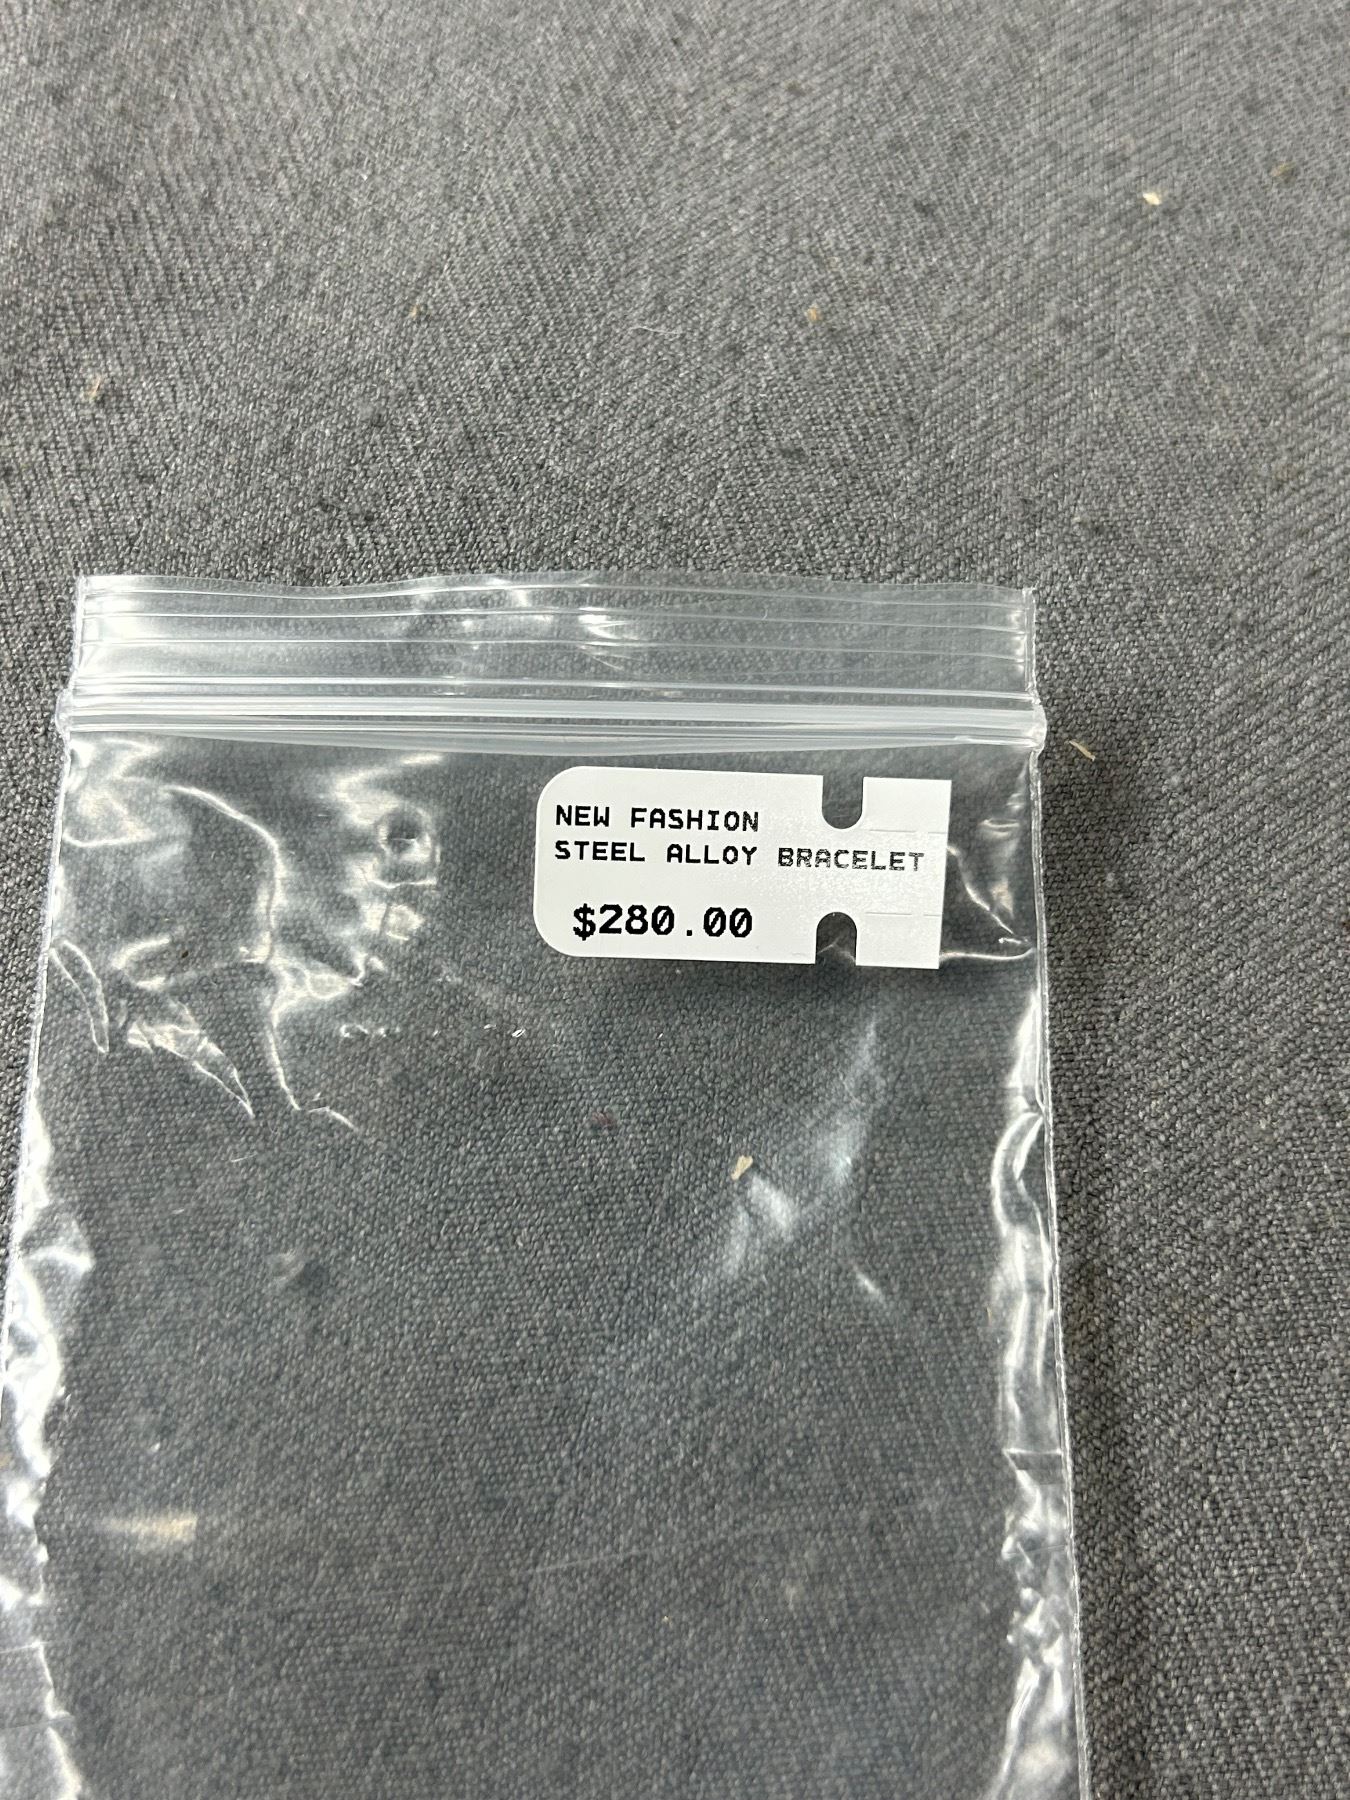 NEW FASHION
STEEL ALLOY BRACELET
$280.00